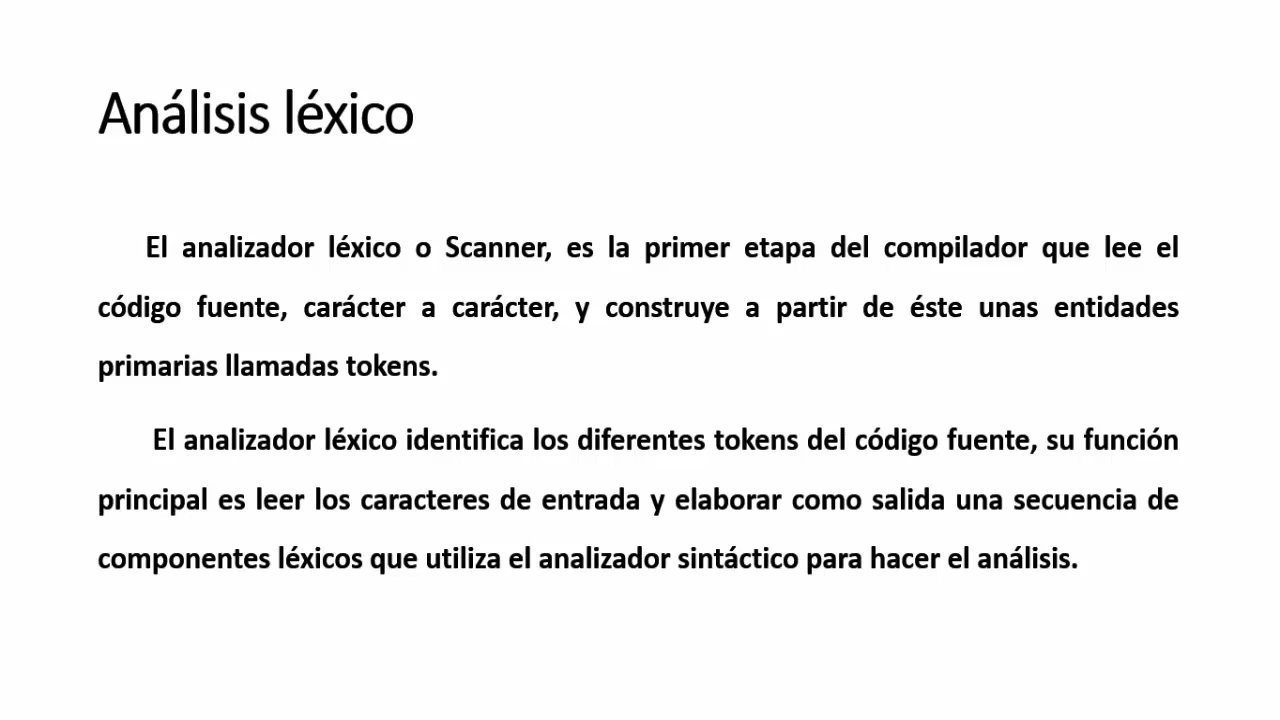 Análisis léxico
El analizador léxico o Scanner, es la primer etapa del compilador que lee el
código fuente, carácter a carácter, y construye a partir de éste unas entidades
primarias llamadas tokens.
El analizador léxico identifica los diferentes tokens del código fuente, su función
principal es leer los caracteres de entrada y elaborar como salida una secuencia de
componentes léxicos que utiliza el analizador sintáctico para hacer el análisis.